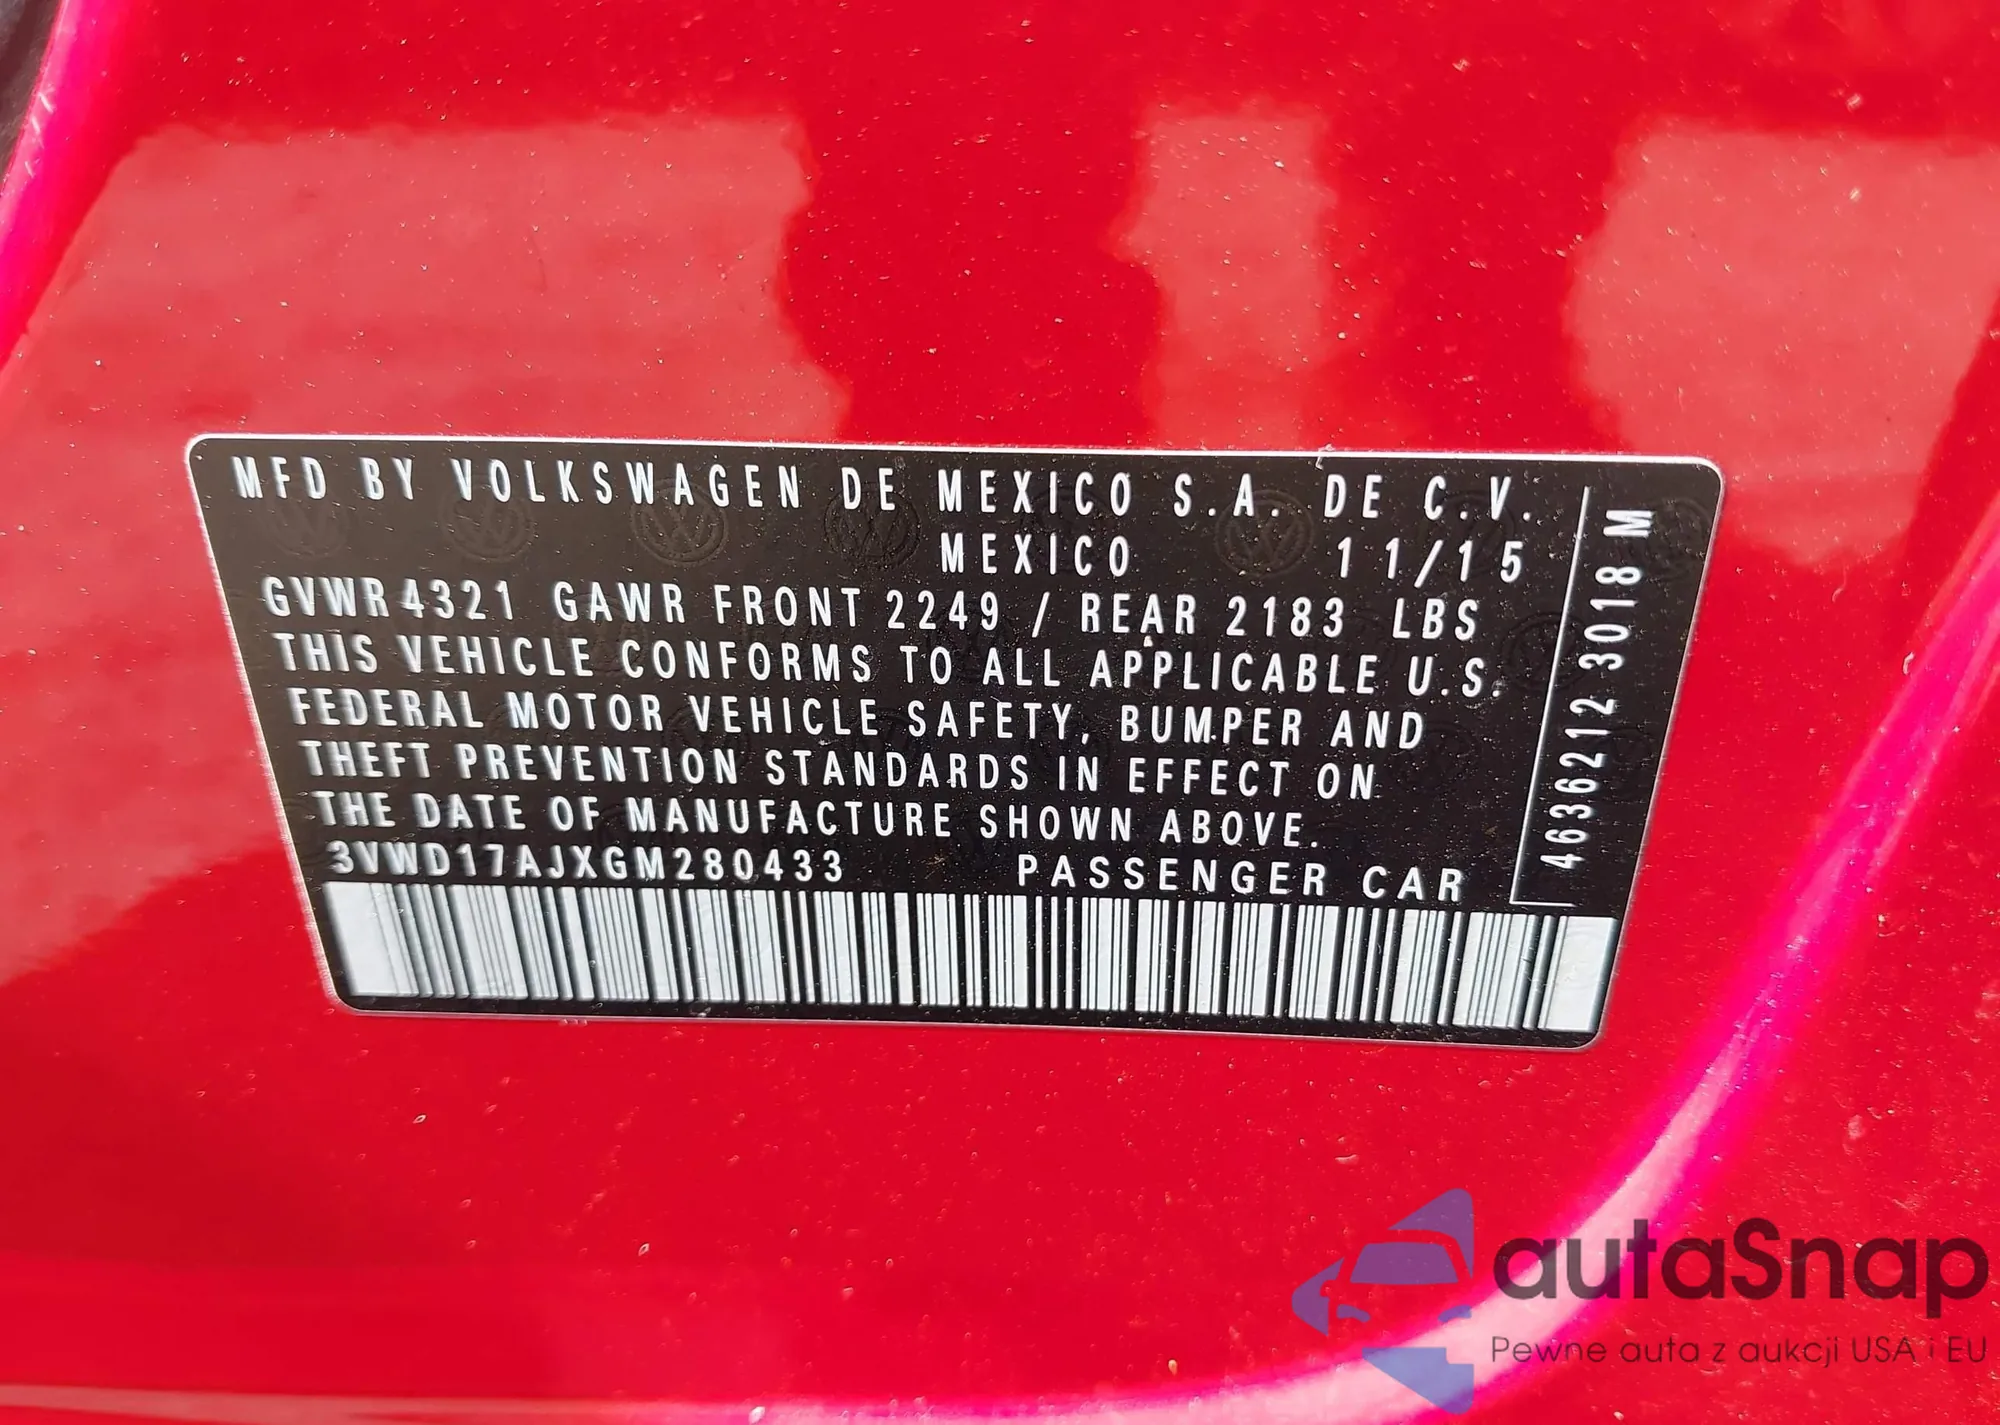 MFD BY VOLKSWAGEN DE MEXICO S.A. DE C.V.
MEXICO 11/15
GVWR 4321 GAWR FRONT 2249 / REAR 2183 LBS
THIS VEHICLE CONFORMS TO ALL APPLICABLE U.S.
FEDERAL MOTOR VEHICLE SAFETY, BUMPER AND
THEFT PREVENTION STANDARDS IN EFFECT ON
THE DATE OF MANUFACTURE SHOWN ABOVE.
3VWD17AJXGM280433 PASSENGER CAR
4636212 3018 M
autaSnap
Pewne auta z aukcji USA i EU